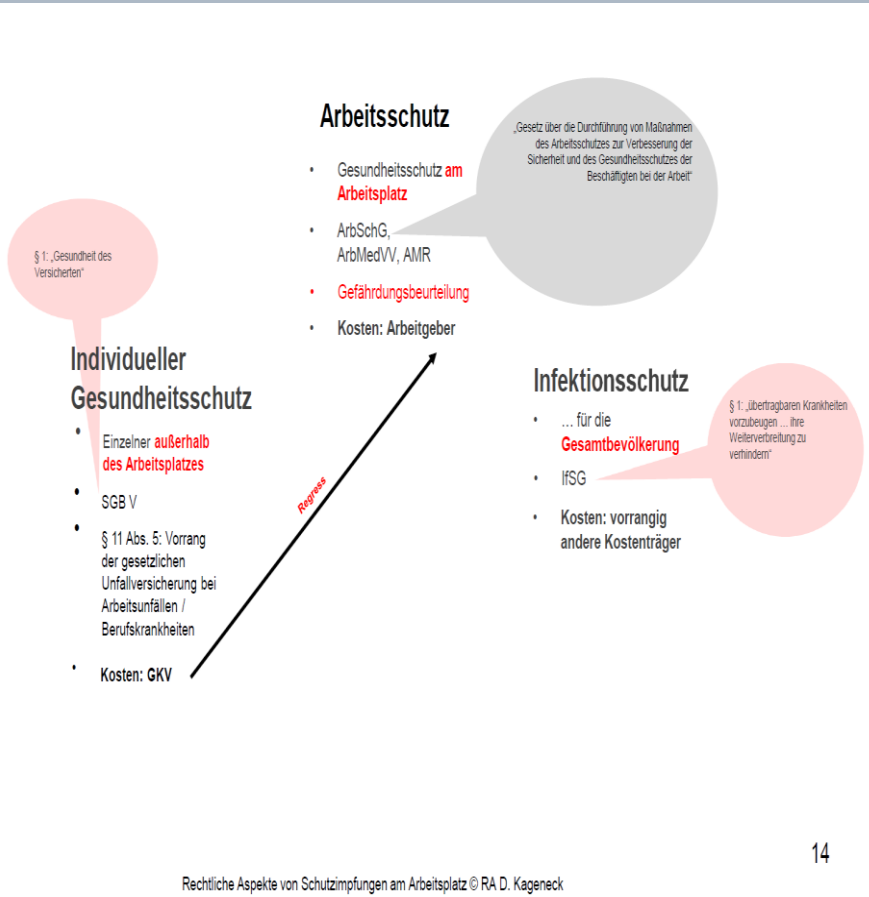 Arbeitsschutz
• Gesundheitsschutz am
Arbeitsplatz
• ArbSchG,
ArbMedVV, AMR
• Gefährdungsbeurteilung
• Kosten: Arbeitgeber
„Gesetz über die Durchführung von Maßnahmen
des Arbeitsschutzes zur Verbesserung der
Sicherheit und des Gesundheitsschutzes der
Beschäftigten bei der Arbeit“
§ 1: „Gesundheit des
Versicherten“
Individueller
Gesundheitsschutz
• Einzelner außerhalb
des Arbeitsplatzes
• SGB V
• § 11 Abs. 5: Vorrang
der gesetzlichen
Unfallversicherung bei
Arbeitsunfällen /
Berufskrankheiten
• Kosten: GKV
Regress
Infektionsschutz
• … für die
Gesamtbevölkerung
• IfSG
• Kosten: vorrangig
andere Kostenträger
§ 1: „übertragbaren Krankheiten
vorzubeugen … ihre
Weiterverbreitung zu
verhindern“
14
Rechtliche Aspekte von Schutzimpfungen am Arbeitsplatz © RA D. Kageneck